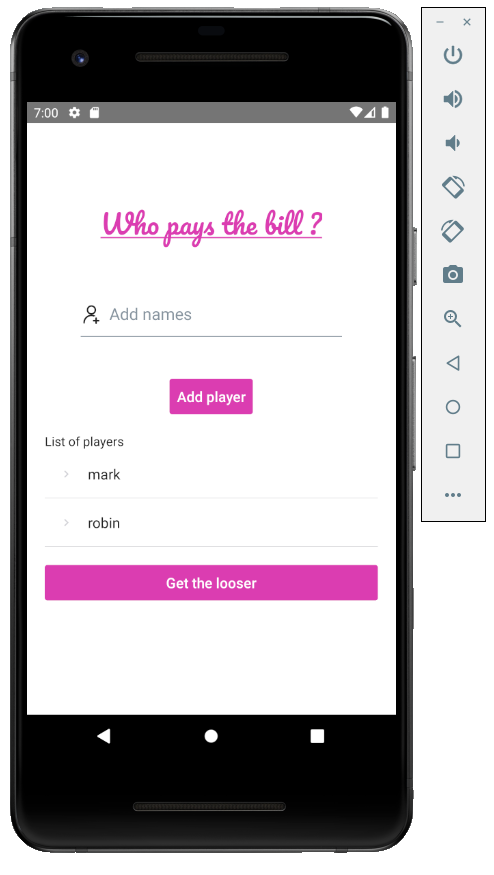 7:00
Who pays the bill ?
Add names
Add player
List of players
mark
robin
Get the looser